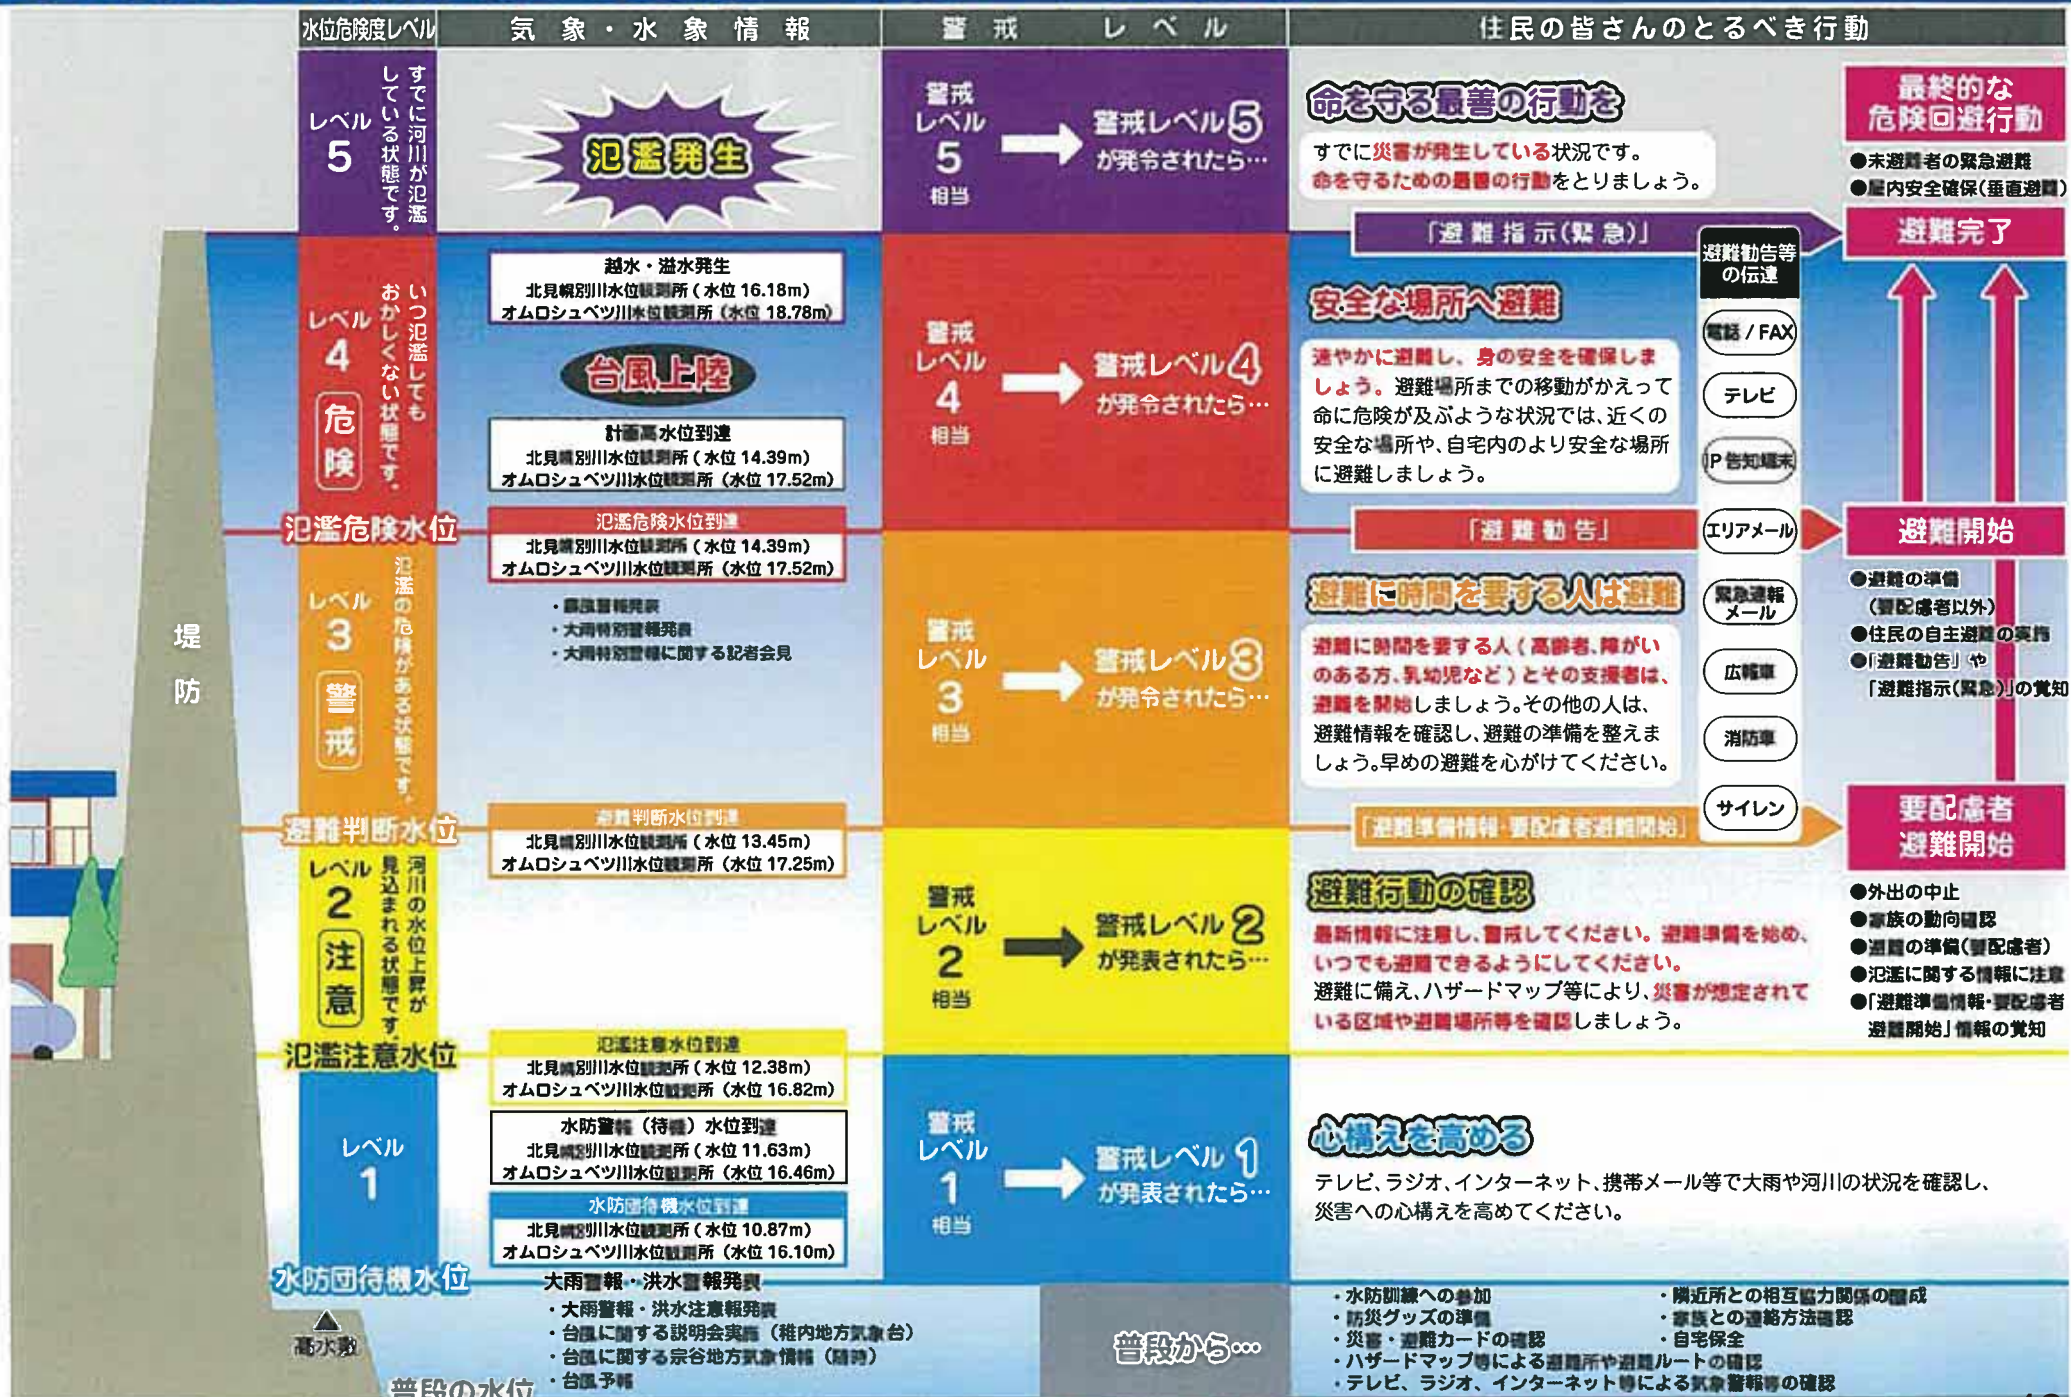 水位危険度レベル
気象・水象情報
警戒レベル
住民の皆さんのとるべき行動
レベル
5
すでに河川が氾濫
している状態です。
氾濫発生
警戒
レベル
5
相当
警戒レベル5
が発令されたら…
命を守る最善の行動を
すでに災害が発生している状況です。
命を守るための最善の行動をとりましょう。
最終的な
危険回避行動
●未避難者の緊急避難
●屋内安全確保(垂直避難)
「避難指示(緊急)」
避難完了
レベル
4
危険
いつ氾濫しても
おかしくない状態です。
越水・溢水発生
北見幌別川水位観測所(水位 16.18m)
オムロシュベツ川水位観測所(水位 18.78m)
台風上陸
計画高水位到達
北見幌別川水位観測所(水位 14.39m)
オムロシュベツ川水位観測所(水位 17.52m)
警戒
レベル
4
相当
警戒レベル4
が発令されたら…
安全な場所へ避難
速やかに避難し、身の安全を確保しま
しょう。避難場所までの移動がかえって
命に危険が及ぶような状況では、近くの
安全な場所や、自宅内のより安全な場所
に避難しましょう。
避難勧告等
の伝達
電話 / FAX
テレビ
IP告知端末
エリアメール
緊急速報
メール
広報車
消防車
サイレン
氾濫危険水位
氾濫危険水位到達
北見幌別川水位観測所(水位 14.39m)
オムロシュベツ川水位観測所(水位 17.52m)
「避難勧告」
避難開始
●避難の準備
(要配慮者以外)
●住民の自主避難の実施
●「避難勧告」や
「避難指示(緊急)」の覚知
堤防
レベル
3
警戒
氾濫の危険がある状態です。
・暴風警報発表
・大雨特別警報発表
・大雨特別警報に関する記者会見
警戒
レベル
3
相当
警戒レベル3
が発令されたら…
避難に時間を要する人は避難
避難に時間を要する人(高齢者、障がい
のある方、乳幼児など)とその支援者は、
避難を開始しましょう。その他の人は、
避難情報を確認し、避難の準備を整えま
しょう。早めの避難を心がけてください。
避難判断水位
避難判断水位到達
北見幌別川水位観測所(水位 13.45m)
オムロシュベツ川水位観測所(水位 17.25m)
「避難準備情報・要配慮者避難開始」
要配慮者
避難開始
●外出の中止
●家族の動向確認
●避難の準備(要配慮者)
●氾濫に関する情報に注意
●「避難準備情報・要配慮者
避難開始」情報の覚知
レベル
2
注意
河川の水位上昇が
見込まれる状態です。
警戒
レベル
2
相当
警戒レベル2
が発表されたら…
避難行動の確認
最新情報に注意し、警戒してください。避難準備を始め、
いつでも避難できるようにしてください。
避難に備え、ハザードマップ等により、災害が想定されて
いる区域や避難場所等を確認しましょう。
氾濫注意水位
氾濫注意水位到達
北見幌別川水位観測所(水位 12.38m)
オムロシュベツ川水位観測所(水位 16.82m)
水防警報(待機)水位到達
北見幌別川水位観測所(水位 11.63m)
オムロシュベツ川水位観測所(水位 16.46m)
水防団待機水位到達
北見幌別川水位観測所(水位 10.87m)
オムロシュベツ川水位観測所(水位 16.10m)
レベル
1
警戒
レベル
1
相当
警戒レベル1
が発表されたら…
心構えを高める
テレビ、ラジオ、インターネット、携帯メール等で大雨や河川の状況を確認し、
災害への心構えを高めてください。
水防団待機水位
大雨警報・洪水警報発表
・大雨警報・洪水注意報発表
・台風に関する説明会実施(稚内地方気象台)
・台風に関する宗谷地方気象情報(随時)
・台風予報
高水敷
普段の水位
普段から…
・水防訓練への参加
・防災グッズの準備
・災害・避難カードの確認
・ハザードマップ等による避難所や避難ルートの確認
・テレビ、ラジオ、インターネット等による気象警報等の確認
・隣近所との相互協力関係の醸成
・家族との連絡方法確認
・自宅保全